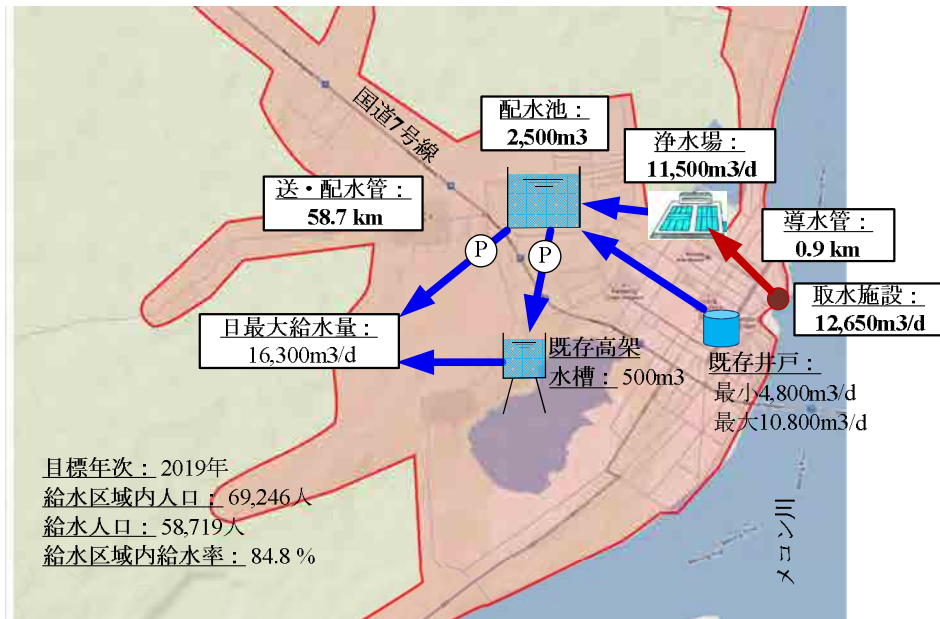 国道7号線
配水池：
2,500m3
浄水場：
11,500m3/d
送・配水管：
58.7 km
導水管：
0.9 km
P
P
取水施設：
12,650m3/d
日最大給水量：
16,300m3/d
既存高架
水槽：500m3
既存井戸：
最小4,800m3/d
最大10.800m3/d
目標年次：2019年
給水区域内人口：69,246人
給水人口：58,719人
給水区域内給水率：84.8 %
メコン川